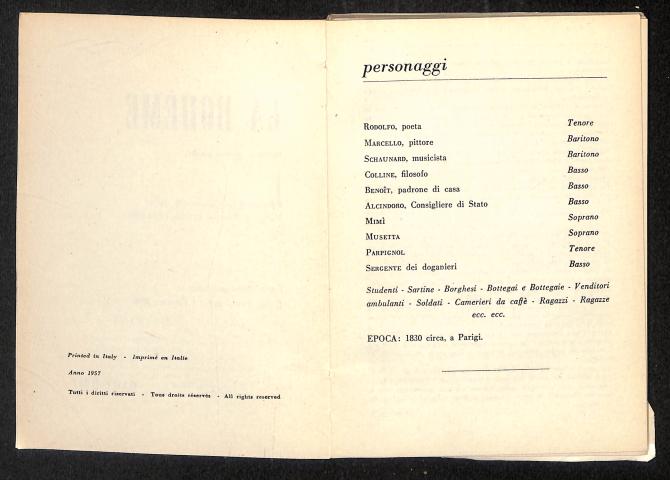 Printed in Italy - Imprimé en Italie
Anno 1957
Tutti i diritti riservati - Tous droits réservés - All rights reserved
personaggi
RODOLFO, poeta Tenore
MARCELLO, pittore Baritono
SCHAUNARD, musicista Baritono
COLLINE, filosofo Basso
BENOÎT, padrone di casa Basso
ALCINDORO, Consigliere di Stato Basso
MIMÌ Soprano
MUSETTA Soprano
PARPIGNOL Tenore
SERGENTE dei doganieri Basso
Studenti - Sartine - Borghesi - Bottegai e Bottegaie - Venditori
ambulanti - Soldati - Camerieri da caffè - Ragazzi - Ragazze
ecc. ecc.
EPOCA: 1830 circa, a Parigi.